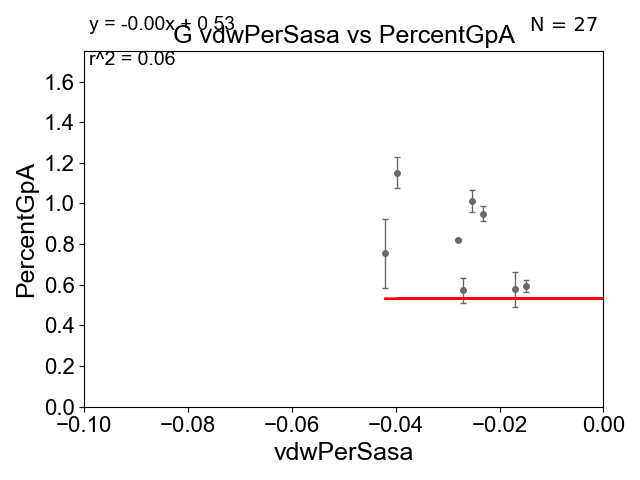 y = -0.00x + 0.53
G vdwPerSasa vs PercentGpA
N = 27
r^2 = 0.06
PercentGpA
1.6
1.4
1.2
1.0
0.8
0.6
0.4
0.2
0.0
−0.10
−0.08
−0.06
−0.04
−0.02
0.00
vdwPerSasa